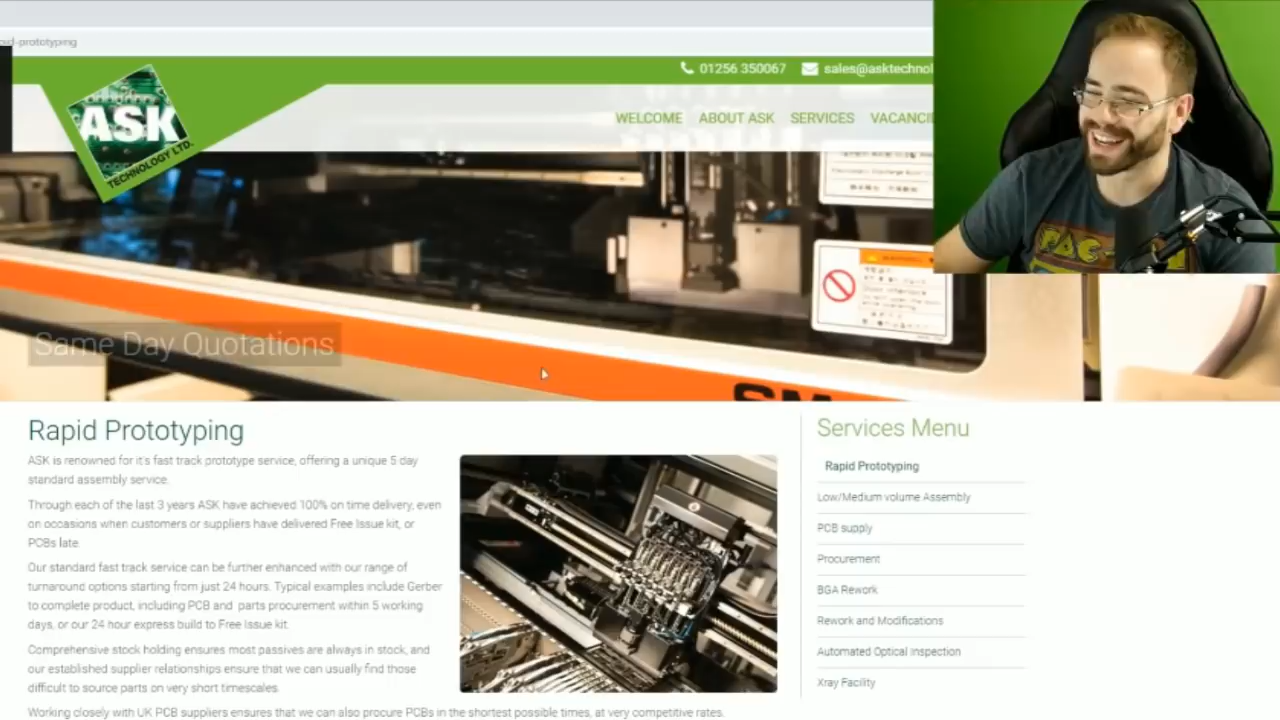 pid-prototyping
01256 350067
sales@asktechnol
ASK
TECHNOLOGY LTD.
WELCOME
ABOUT ASK
SERVICES
VACANCIE
PAC-
Same Day Quotations
SM
Rapid Prototyping
ASK is renowned for it's fast track prototype service, offering a unique 5 day
standard assembly service.
Through each of the last 3 years ASK have achieved 100% on time delivery, even
on occasions when customers or suppliers have delivered Free Issue kit, or
PCBs late.
Our standard fast track service can be further enhanced with our range of
turnaround options starting from just 24 hours. Typical examples include Gerber
to complete product, including PCB and parts procurement within 5 working
days, or our 24 hour express build to Free Issue kit.
Comprehensive stock holding ensures most passives are always in stock, and
our established supplier relationships ensure that we can usually find those
difficult to source parts on very short timescales.
Working closely with UK PCB suppliers ensures that we can also procure PCBs in the shortest possible times, at very competitive rates.
Services Menu
Rapid Prototyping
Low/Medium volume Assembly
PCB supply
Procurement
BGA Rework
Rework and Modifications
Automated Optical Inspection
Xray Facility